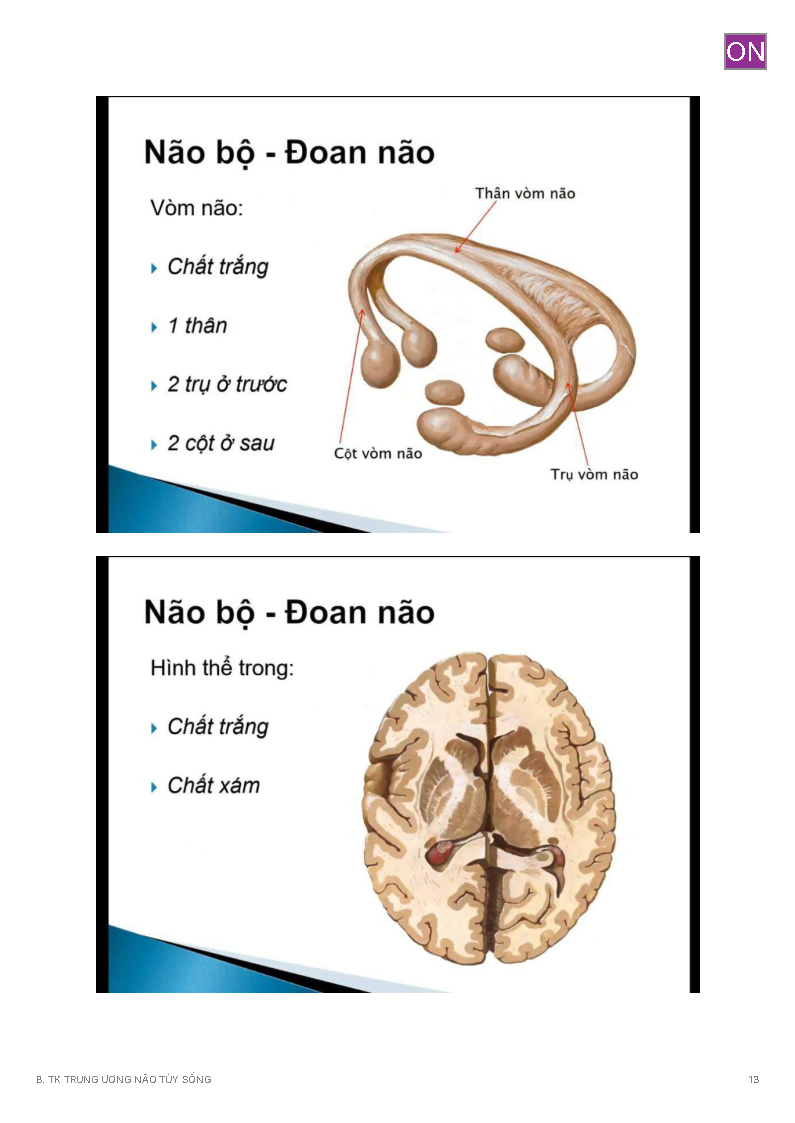 ON
Não bộ - Đoan não
Vòm não:
Chất trắng
1 thân
2 trụ ở trước
2 cột ở sau
Thân vòm não
Cột vòm não
Trụ vòm não
Não bộ - Đoan não
Hình thể trong:
Chất trắng
Chất xám
B. TK TRUNG ƯƠNG NÃO TỦY SỐNG
13